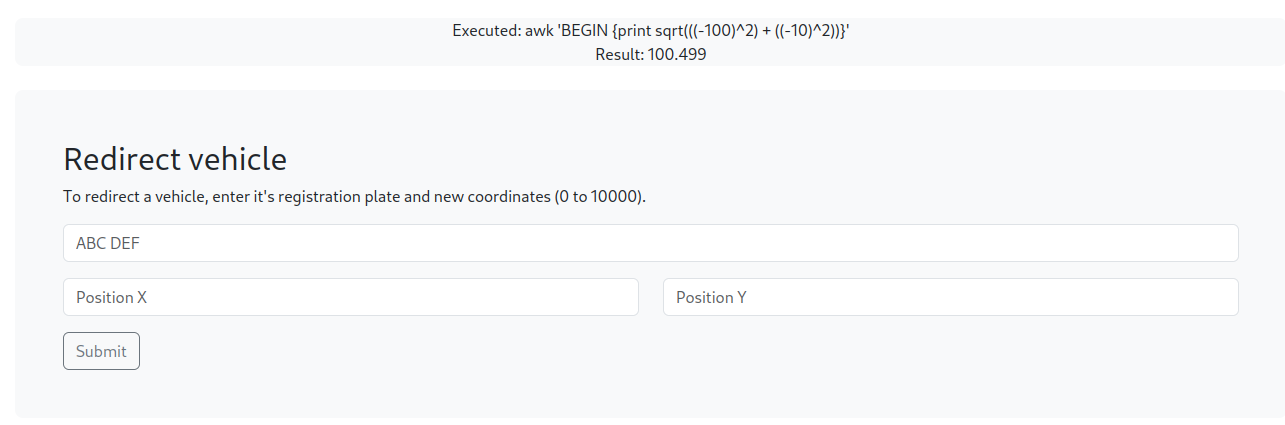 Executed: awk 'BEGIN {print sqrt(((-100)^2) + ((-10)^2))}'
Result: 100.499
Redirect vehicle
To redirect a vehicle, enter it's registration plate and new coordinates (0 to 10000).
ABC DEF
Position X Position Y
Submit